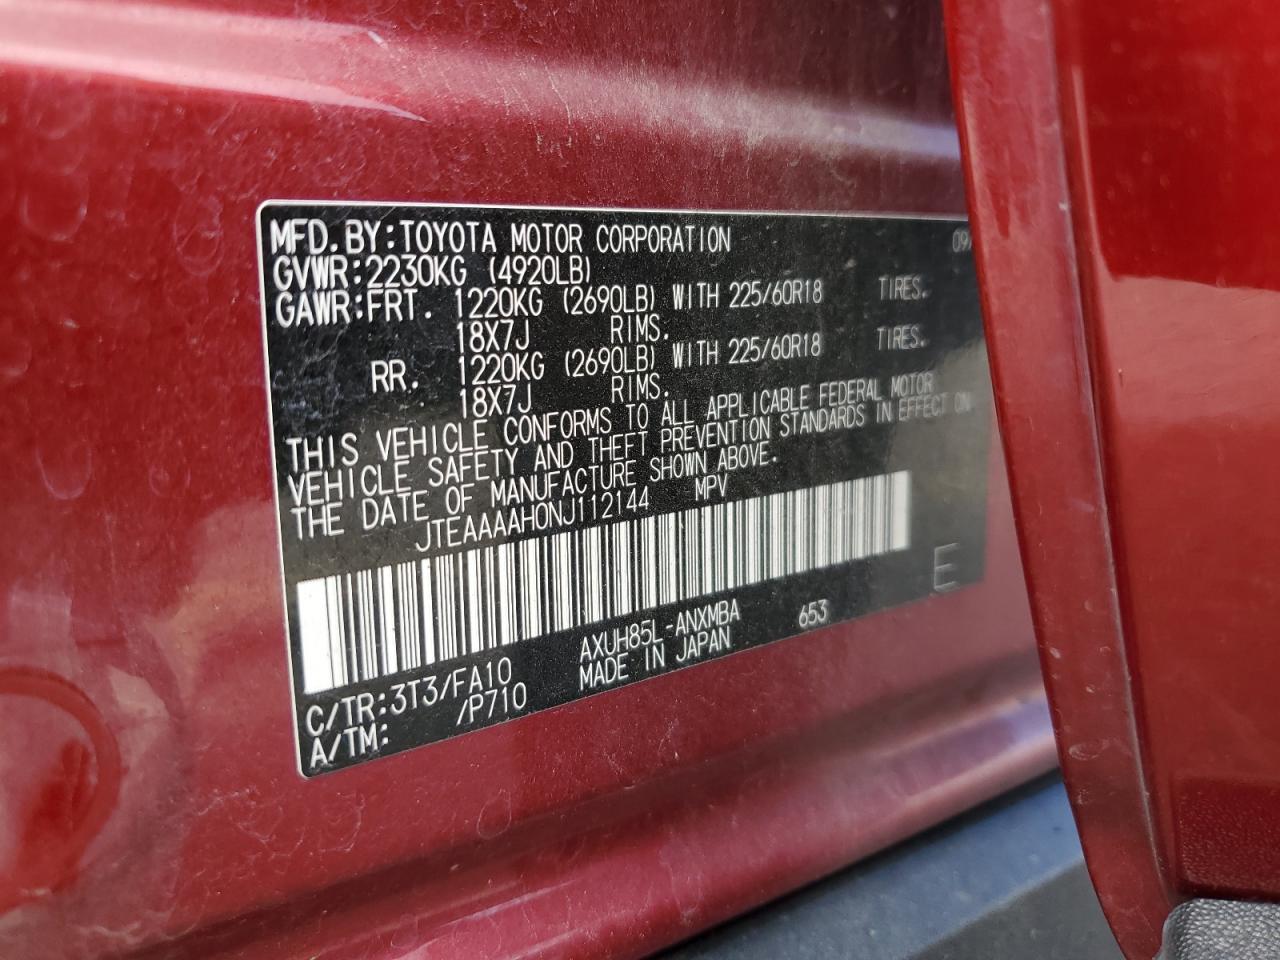 MFD.BY:TOYOTA MOTOR CORPORATION 09/
GVWR:2230KG (4920LB)
GAWR:FRT. 1220KG (2690LB) WITH 225/60R18 TIRES.
18X7J RIMS.
RR. 1220KG (2690LB) WITH 225/60R18 TIRES.
18X7J RIMS.
THIS VEHICLE CONFORMS TO ALL APPLICABLE FEDERAL MOTOR
VEHICLE SAFETY AND THEFT PREVENTION STANDARDS IN EFFECT ON
THE DATE OF MANUFACTURE SHOWN ABOVE.
JTEAAAAH0NJ112144 MPV
E
AXUH85L-ANXMBA 653
C/TR:3T3/FA10 MADE IN JAPAN
A/TM: /P710